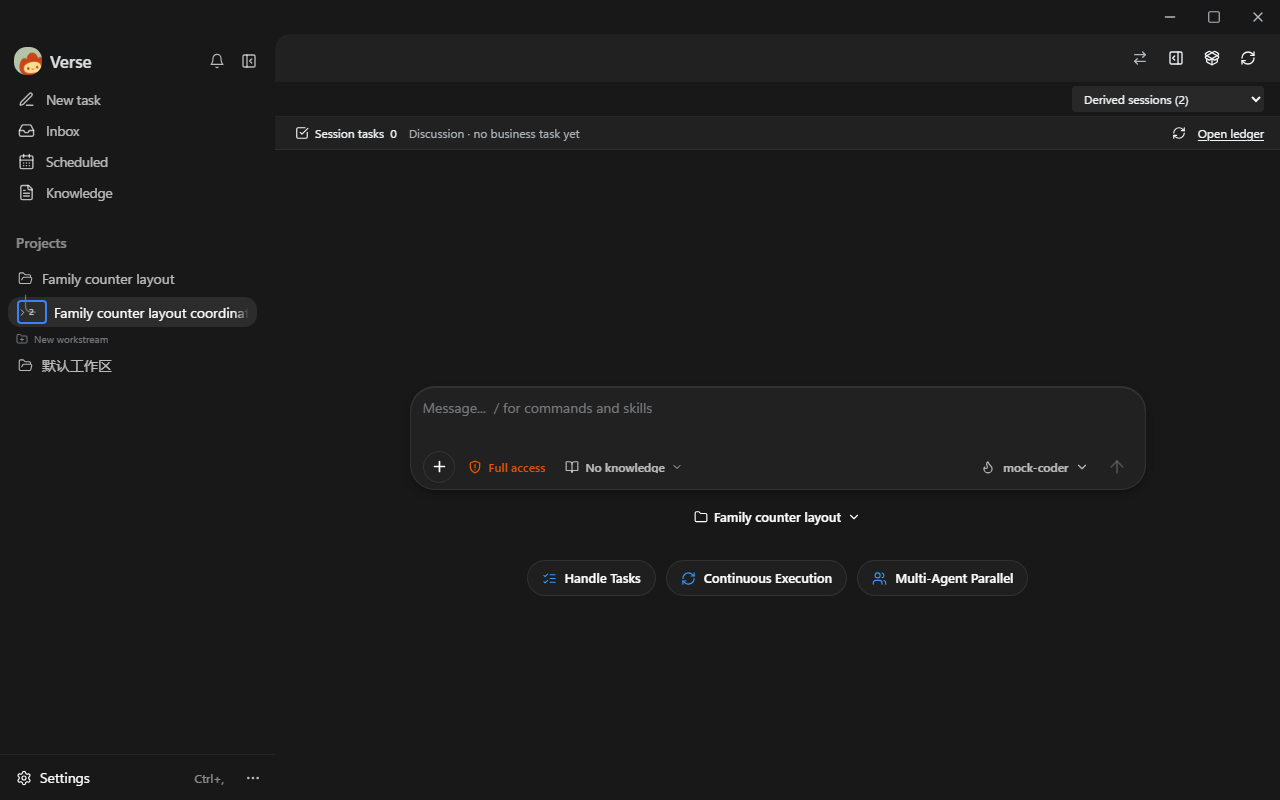 Verse
New task
Inbox
Scheduled
Knowledge
Projects
Family counter layout
2 Family counter layout coordina
New workstream
默认工作区
Settings Ctrl+,
Derived sessions (2)
Session tasks 0 Discussion · no business task yet Open ledger
Message... / for commands and skills
Full access No knowledge mock-coder
Family counter layout
Handle Tasks Continuous Execution Multi-Agent Parallel